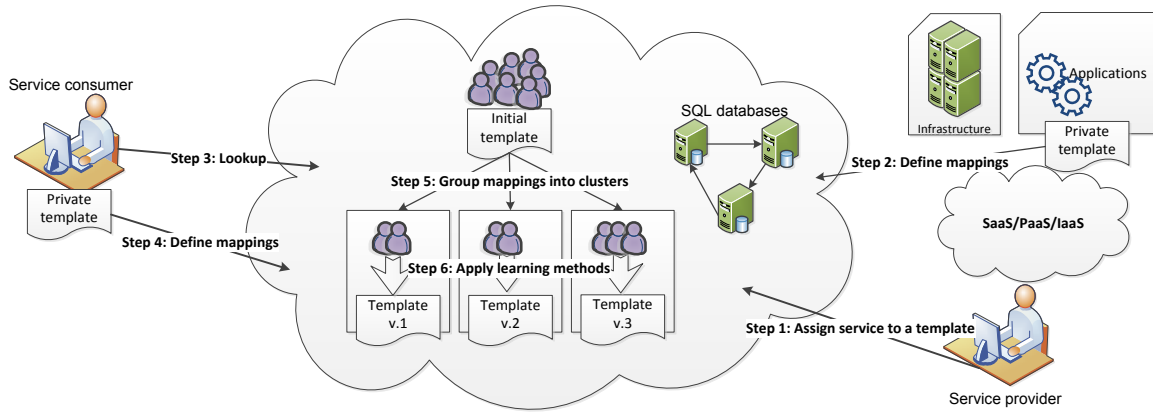 Service consumer
Step 3: Lookup
Private
template
Step 4: Define mappings
Initial
template
SQL databases
Step 5: Group mappings into clusters
Step 6: Apply learning methods
Template
v.1
Template
v.2
Template
v.3
Infrastructure
Applications
Private
template
Step 2: Define mappings
SaaS/PaaS/IaaS
Step 1: Assign service to a template
Service provider